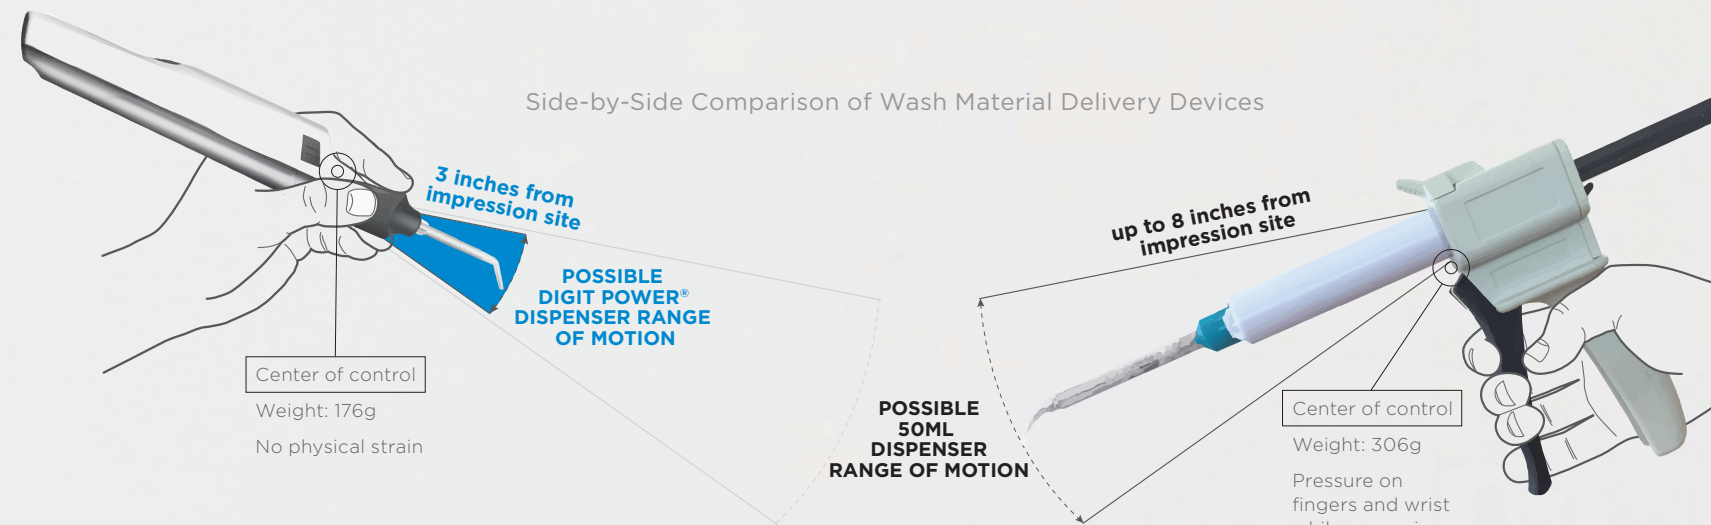 Side-by-Side Comparison of Wash Material Delivery Devices
3 inches from
impression site
POSSIBLE
DIGIT POWER®
DISPENSER RANGE
OF MOTION
Center of control
Weight: 176g
No physical strain
up to 8 inches from
impression site
POSSIBLE
50ML
DISPENSER
RANGE OF MOTION
Center of control
Weight: 306g
Pressure on
fingers and wrist